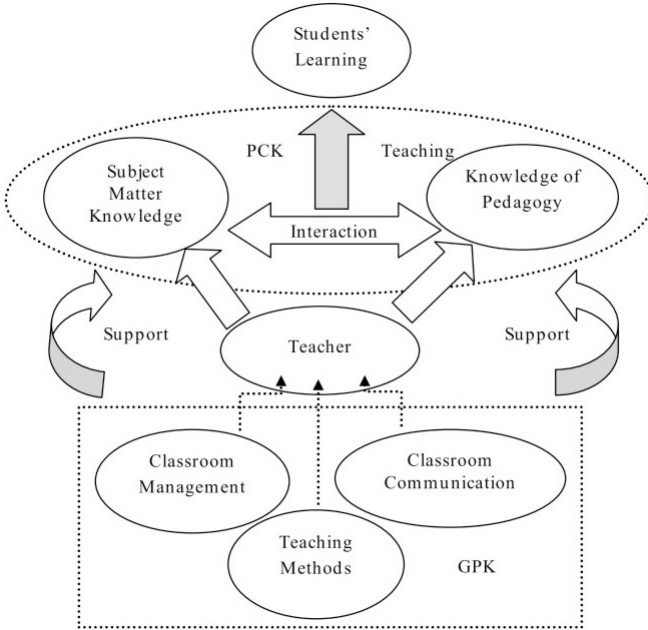 Students’
Learning
PCK
Teaching
Subject
Matter
Knowledge
Knowledge of
Pedagogy
Interaction
Support
Support
Teacher
Classroom
Management
Classroom
Communication
Teaching
Methods
GPK